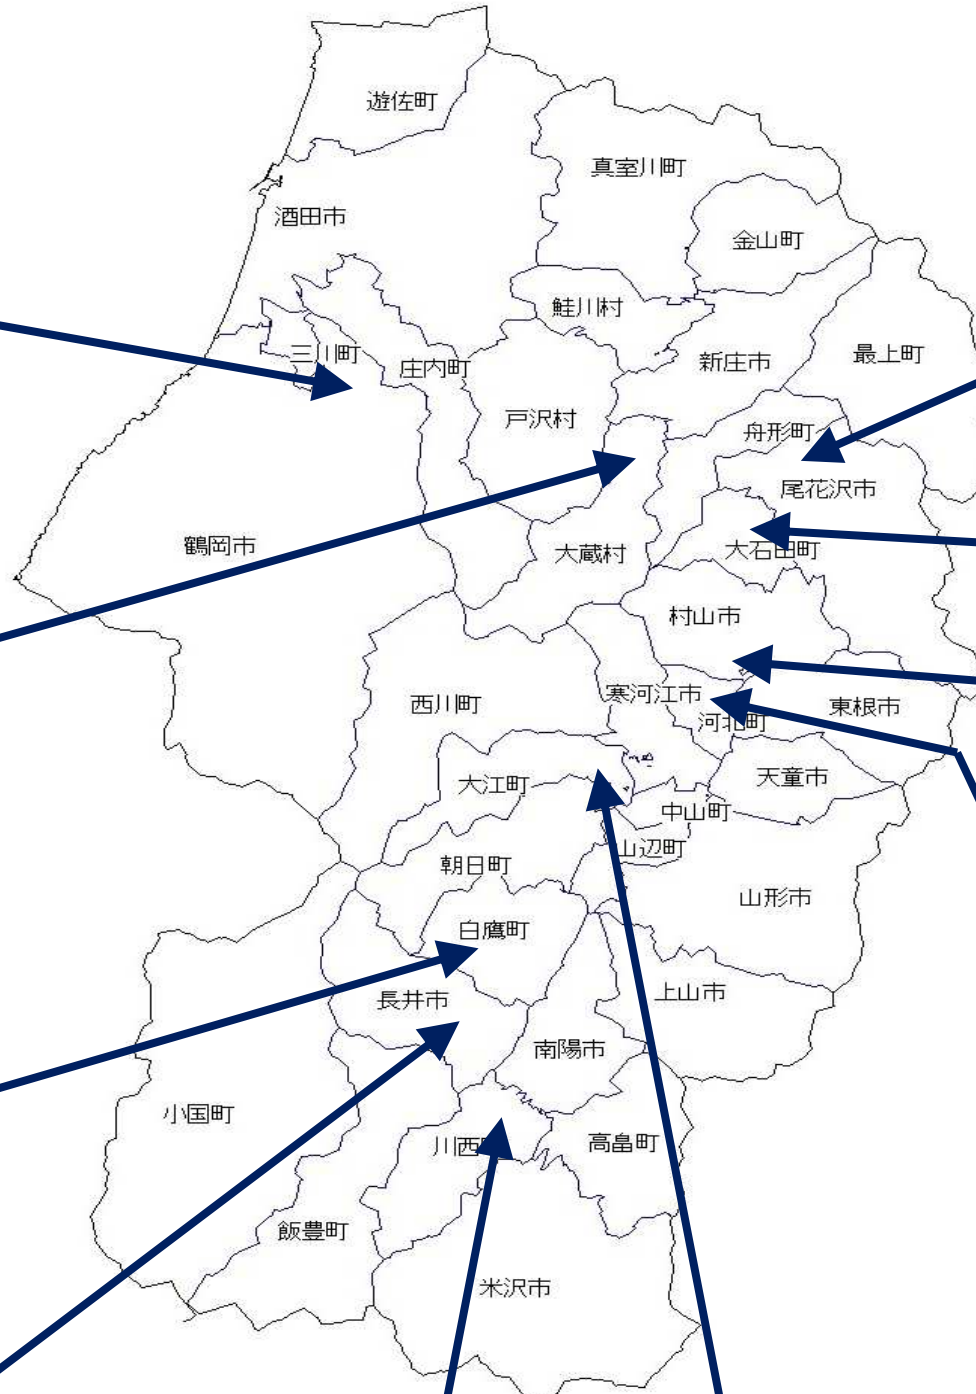 遊佐町
真室川町
酒田市
金山町
鮭川村
三川町
庄内町
新庄市
最上町
戸沢村
舟形町
尾花沢市
鶴岡市
大蔵村
大石田町
村山市
西川町
寒河江市
河北町
東根市
大江町
天童市
中山町
山辺町
朝日町
山形市
白鷹町
長井市
上山市
南陽市
小国町
川西
高畠町
飯豊町
米沢市